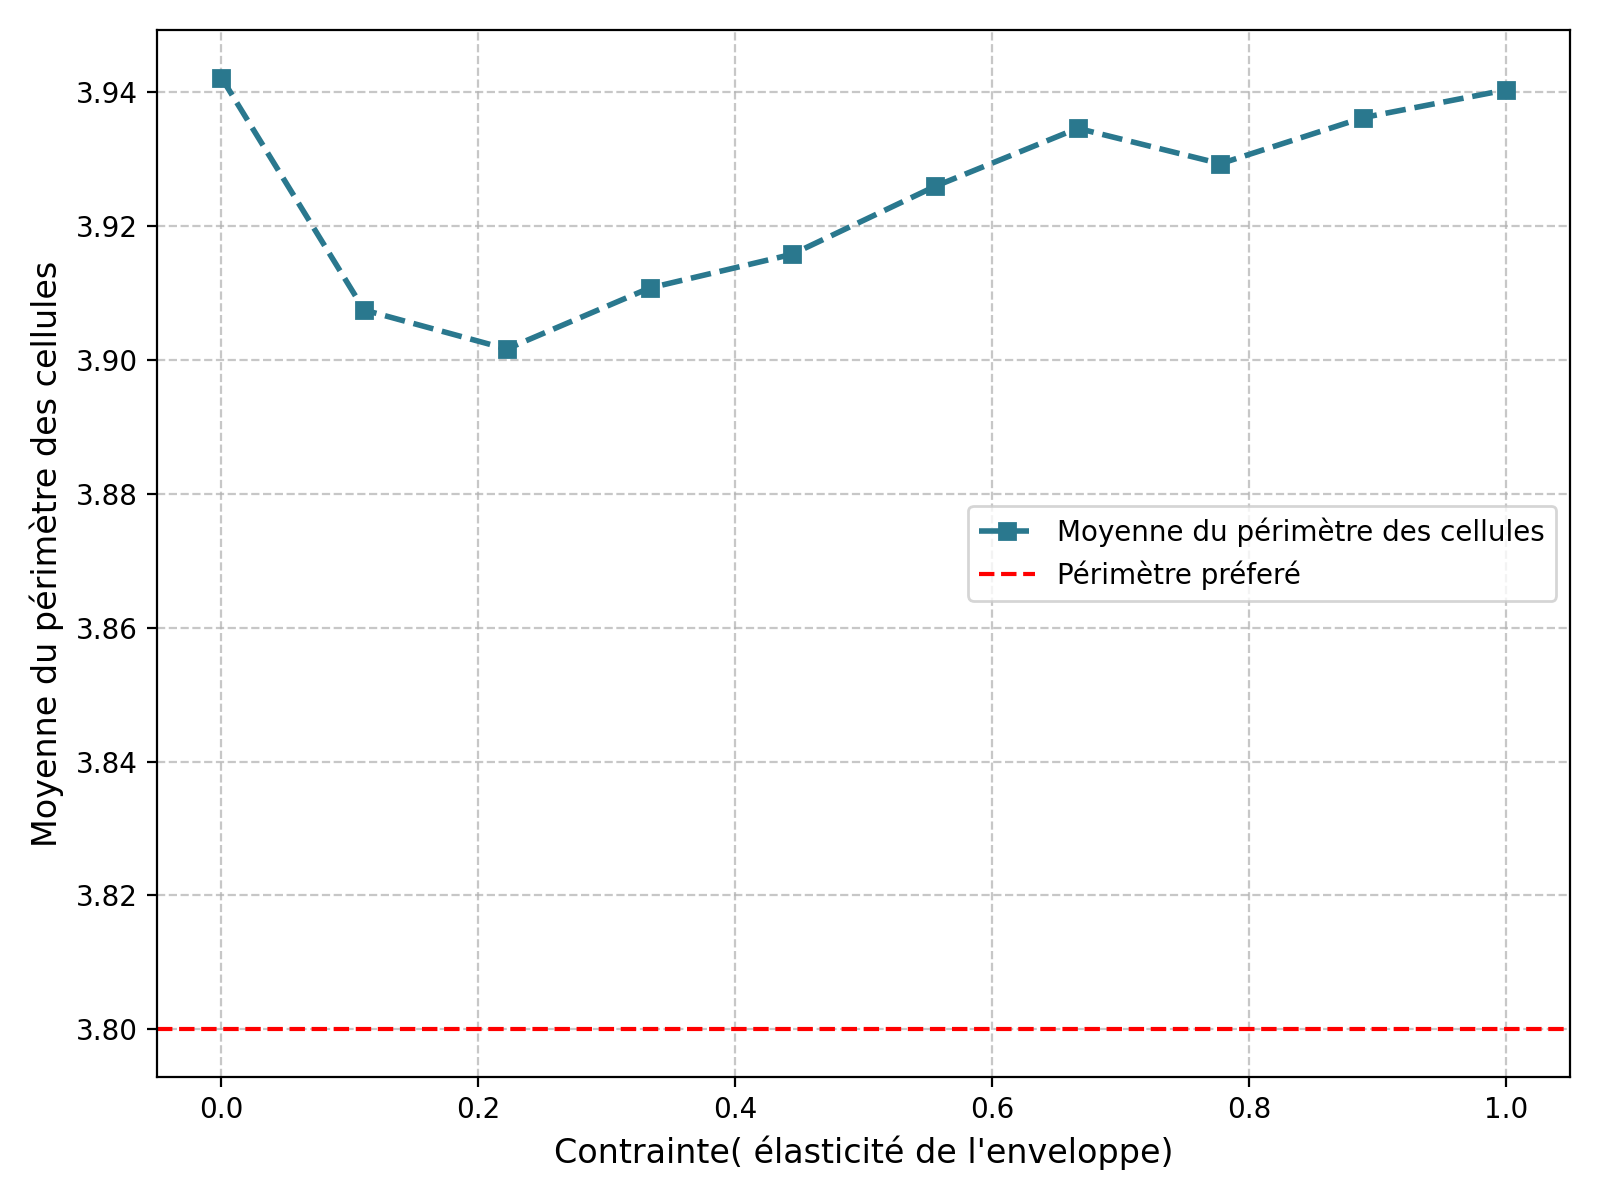 3.94
3.92
3.90
3.88
3.86
3.84
3.82
3.80
Moyenne du périmètre des cellules
Moyenne du périmètre des cellules
Périmètre préferé
0.0 0.2 0.4 0.6 0.8 1.0
Contrainte( élasticité de l'enveloppe)